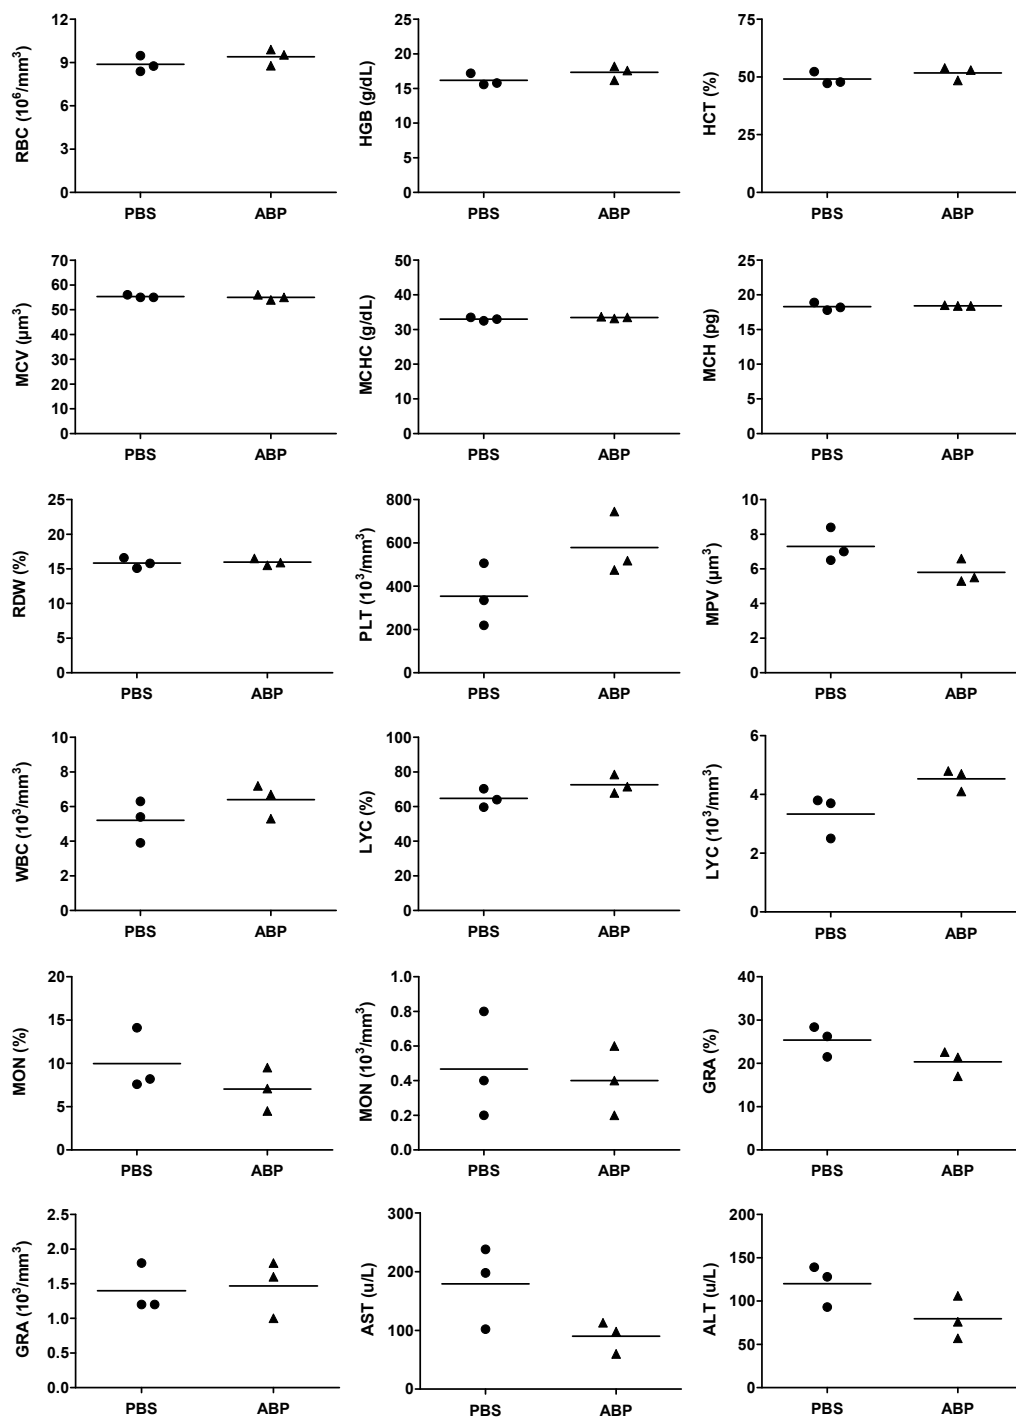 RBC (10⁶/mm³)
12
9
6
3
0
PBS ABP
HGB (g/dL)
25
20
15
10
5
0
PBS ABP
HCT (%)
75
50
25
0
PBS ABP
MCV (µm³)
70
60
50
40
30
20
10
0
PBS ABP
MCHC (g/dL)
50
40
30
20
10
0
PBS ABP
MCH (pg)
25
20
15
10
5
0
PBS ABP
RDW (%)
25
20
15
10
5
0
PBS ABP
PLT (10³/mm³)
800
600
400
200
0
PBS ABP
MPV (µm³)
10
8
6
4
2
0
PBS ABP
WBC (10³/mm³)
10
8
6
4
2
0
PBS ABP
LYC (%)
100
80
60
40
20
0
PBS ABP
LYC (10³/mm³)
6
4
2
0
PBS ABP
MON (%)
20
15
10
5
0
PBS ABP
MON (10³/mm³)
1.0
0.8
0.6
0.4
0.2
0.0
PBS ABP
GRA (%)
40
30
20
10
0
PBS ABP
GRA (10³/mm³)
2.5
2.0
1.5
1.0
0.5
0.0
PBS ABP
AST (u/L)
300
200
100
0
PBS ABP
ALT (u/L)
200
150
100
50
0
PBS ABP